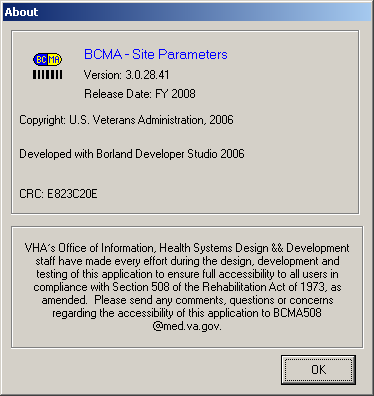 About
BC MA
BCMA - Site Parameters
Version: 3.0.28.41
Release Date: FY 2008
Copyright: U.S. Veterans Administration, 2006
Developed with Borland Developer Studio 2006
CRC: E823C20E
VHA's Office of Information, Health Systems Design && Development
staff have made every effort during the design, development and
testing of this application to ensure full accessibility to all users in
compliance with Section 508 of the Rehabilitation Act of 1973, as
amended. Please send any comments, questions or concerns
regarding the accessibility of this application to BCMA508
@med.va.gov.
OK